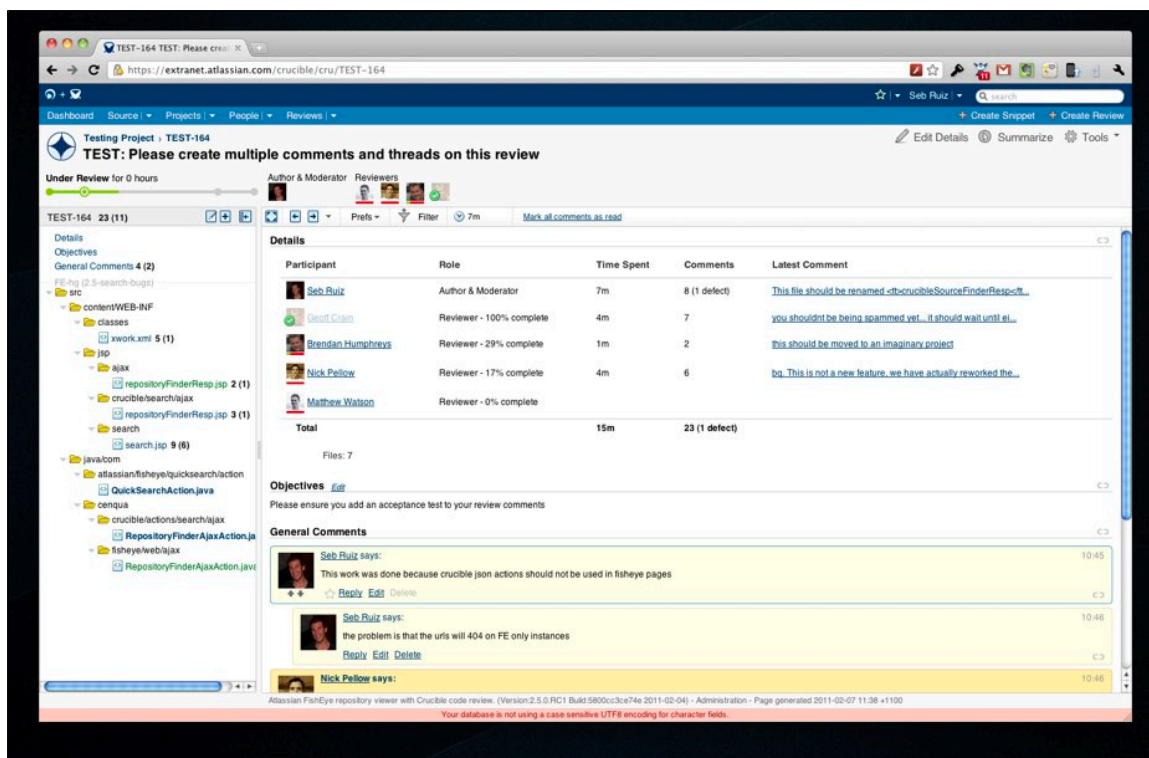 TEST-164 TEST: Please crea
https://extranet.atlassian.com/crucible/cru/TEST-164
11
Seb Ruiz
search
Dashboard Source Projects People Reviews
+ Create Snippet + Create Review
Testing Project › TEST-164
TEST: Please create multiple comments and threads on this review
Edit Details Summarize Tools
Under Review for 0 hours
Author & Moderator Reviewers
TEST-164 23 (11)
Prefs Filter 7m Mark all comments as read
Details
Objectives
General Comments 4 (2)
FE-hg (2.5-search-bugs)
src
content/WEB-INF
classes
xwork.xml 5 (1)
jsp
ajax
repositoryFinderResp.jsp 2 (1)
crucible/search/ajax
repositoryFinderResp.jsp 3 (1)
search
search.jsp 9 (6)
java/com
atlassian/fisheye/quicksearch/action
QuickSearchAction.java
cenqua
crucible/actions/search/ajax
RepositoryFinderAjaxAction.ja
fisheye/web/ajax
RepositoryFinderAjaxAction.java
Details
Participant Role Time Spent Comments Latest Comment
Seb Ruiz Author & Moderator 7m 8 (1 defect) This file should be renamed <tt>crucibleSourceFinderResp</tt...
Geoff Crain Reviewer - 100% complete 4m 7 you shouldnt be being spammed yet... it should wait until ei...
Brendan Humphreys Reviewer - 29% complete 1m 2 this should be moved to an imaginary project
Nick Pellow Reviewer - 17% complete 4m 6 bq. This is not a new feature, we have actually reworked the...
Matthew Watson Reviewer - 0% complete
Total 15m 23 (1 defect)
Files: 7
Objectives Edit
Please ensure you add an acceptance test to your review comments
General Comments
Seb Ruiz says: 10:45
This work was done because crucible json actions should not be used in fisheye pages
Reply Edit Delete
Seb Ruiz says: 10:46
the problem is that the urls will 404 on FE only instances
Reply Edit Delete
Nick Pellow says: 10:46
Atlassian FishEye repository viewer with Crucible code review. (Version:2.5.0.RC1 Build:5800cc3ce74e 2011-02-04) - Administration - Page generated 2011-02-07 11:38 +1100
Your database is not using a case sensitive UTF8 encoding for character fields.